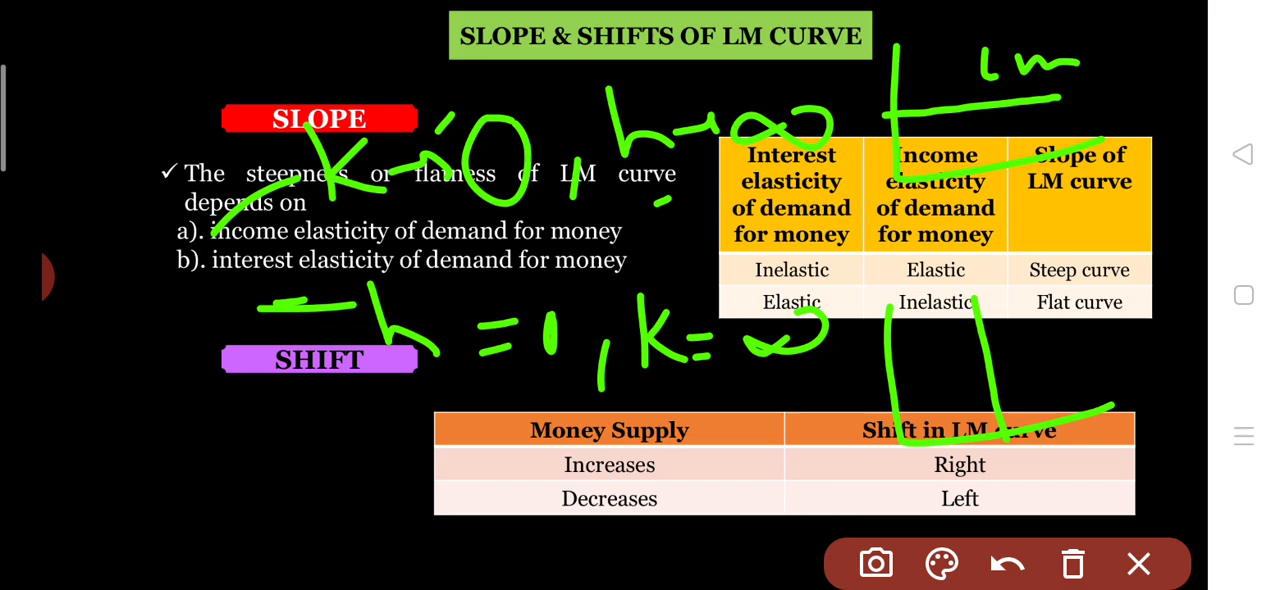 SLOPE & SHIFTS OF LM CURVE
Lm
SLOPE
K → 0, h → ∞
✓ The steepness or flatness of LM curve
depends on
a). income elasticity of demand for money
b). interest elasticity of demand for money
Interest elasticity of demand for money Income elasticity of demand for money Slope of LM curve
Inelastic Elastic Steep curve
Elastic Inelastic Flat curve
h = 0, K = ∞
SHIFT
Money Supply Shift in LM curve
Increases Right
Decreases Left